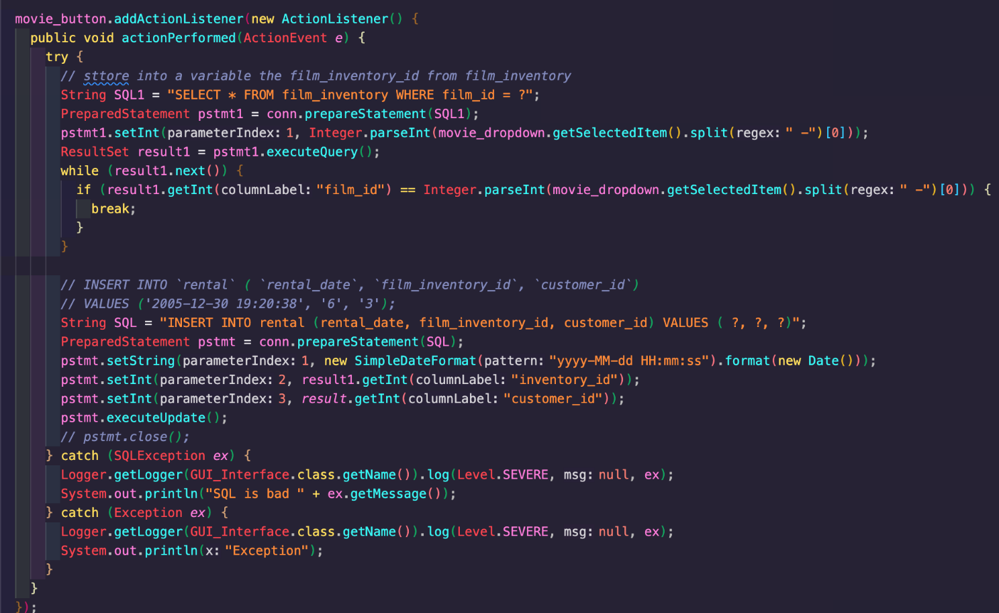 movie_button.addActionListener(new ActionListener() {
public void actionPerformed(ActionEvent e) {
try {
// sttore into a variable the film_inventory_id from film_inventory
String SQL1 = "SELECT * FROM film_inventory WHERE film_id = ?";
PreparedStatement pstmt1 = conn.prepareStatement(SQL1);
pstmt1.setInt(parameterIndex: 1, Integer.parseInt(movie_dropdown.getSelectedItem().split(regex: " -")[0]));
ResultSet result1 = pstmt1.executeQuery();
while (result1.next()) {
if (result1.getInt(columnLabel: "film_id") == Integer.parseInt(movie_dropdown.getSelectedItem().split(regex: " -")[0])) {
break;
}
}
// INSERT INTO `rental` ( `rental_date`, `film_inventory_id`, `customer_id`)
// VALUES ('2005-12-30 19:20:38', '6', '3');
String SQL = "INSERT INTO rental (rental_date, film_inventory_id, customer_id) VALUES ( ?, ?, ?)";
PreparedStatement pstmt = conn.prepareStatement(SQL);
pstmt.setString(parameterIndex: 1, new SimpleDateFormat(pattern: "yyyy-MM-dd HH:mm:ss").format(new Date()));
pstmt.setInt(parameterIndex: 2, result1.getInt(columnLabel: "inventory_id"));
pstmt.setInt(parameterIndex: 3, result.getInt(columnLabel: "customer_id"));
pstmt.executeUpdate();
// pstmt.close();
} catch (SQLException ex) {
Logger.getLogger(GUI_Interface.class.getName()).log(Level.SEVERE, msg: null, ex);
System.out.println("SQL is bad " + ex.getMessage());
} catch (Exception ex) {
Logger.getLogger(GUI_Interface.class.getName()).log(Level.SEVERE, msg: null, ex);
System.out.println(x: "Exception");
}
}
});